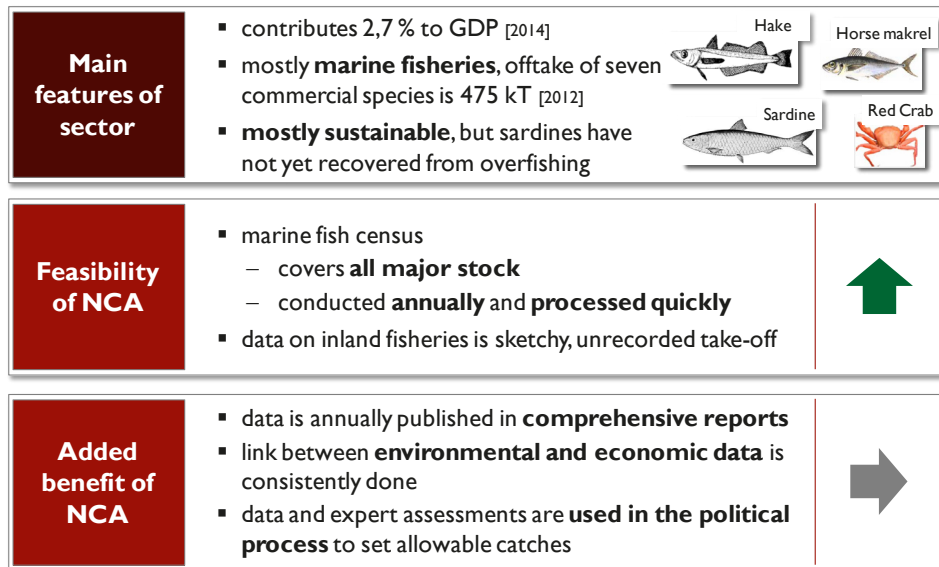 Main
features of
sector
▪ contributes 2,7 % to GDP [2014]
▪ mostly marine fisheries, offtake of seven
commercial species is 475 kT [2012]
▪ mostly sustainable, but sardines have
not yet recovered from overfishing
Hake
Horse makrel
Sardine
Red Crab
Feasibility
of NCA
▪ marine fish census
– covers all major stock
– conducted annually and processed quickly
▪ data on inland fisheries is sketchy, unrecorded take-off
Added
benefit of
NCA
▪ data is annually published in comprehensive reports
▪ link between environmental and economic data is
consistently done
▪ data and expert assessments are used in the political
process to set allowable catches